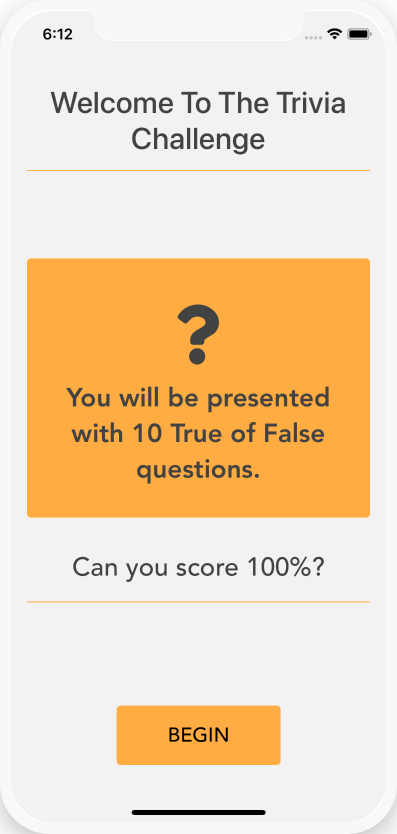 6:12
Welcome To The Trivia
Challenge
?
You will be presented
with 10 True of False
questions.
Can you score 100%?
BEGIN